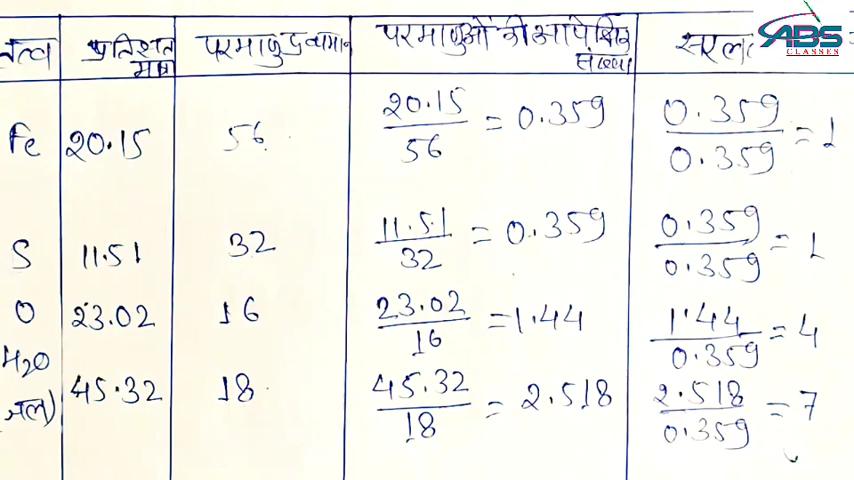 तत्व प्रतिशत मात्रा परमाणु द्रव्यमान परमाणुओं की आपेक्षिक संख्या सरल
ABS
CLASSES
Fe 20.15 56 20.15/56 = 0.359 0.359/0.359 = 1
S 11.51 32 11.51/32 = 0.359 0.359/0.359 = 1
O 23.02 16 23.02/16 = 1.44 1.44/0.359 = 4
H2O 45.32 18 45.32/18 = 2.518 2.518/0.359 = 7